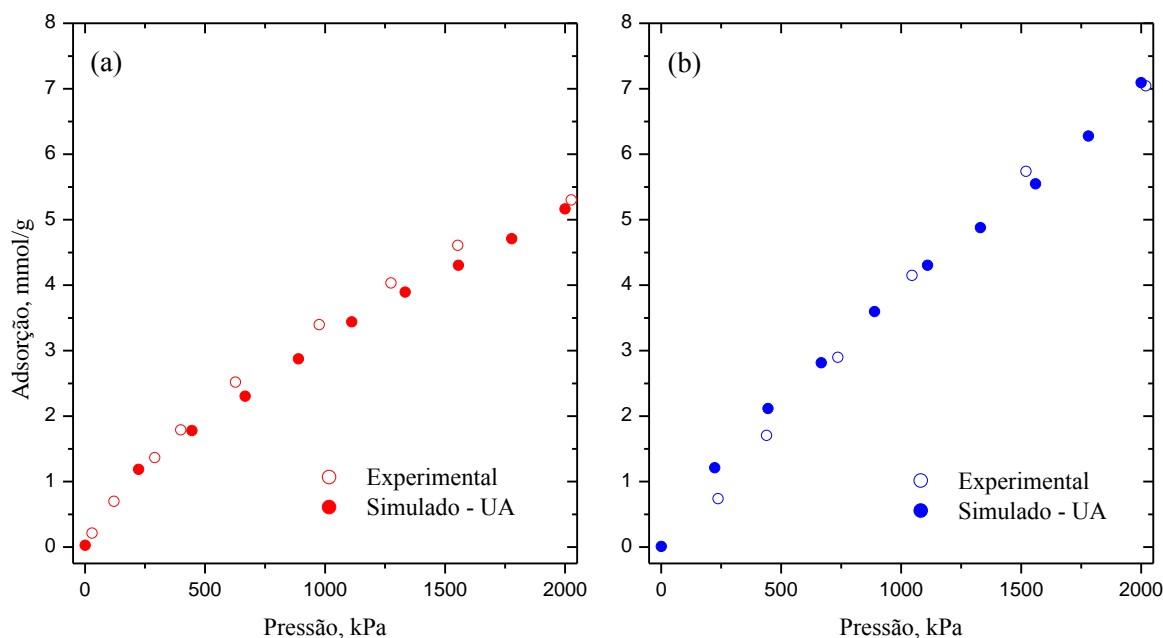 (a)
8
7
6
5
4
3
2
1
0
Adsorção, mmol/g
Experimental
Simulado - UA
0 500 1000 1500 2000
Pressão, kPa
(b)
8
7
6
5
4
3
2
1
0
Experimental
Simulado - UA
0 500 1000 1500 2000
Pressão, kPa